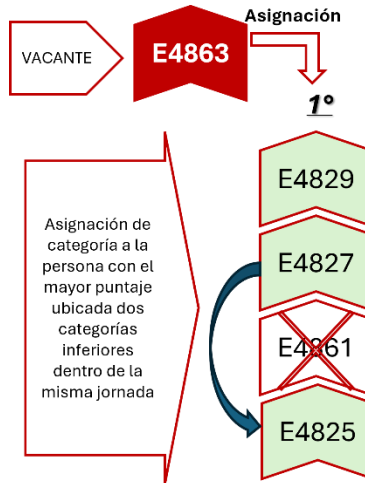 VACANTE
E4863
Asignación
1°
E4829
E4827
E4861
E4825
Asignación de
categoría a la
persona con el
mayor puntaje
ubicada dos
categorías
inferiores
dentro de la
misma jornada